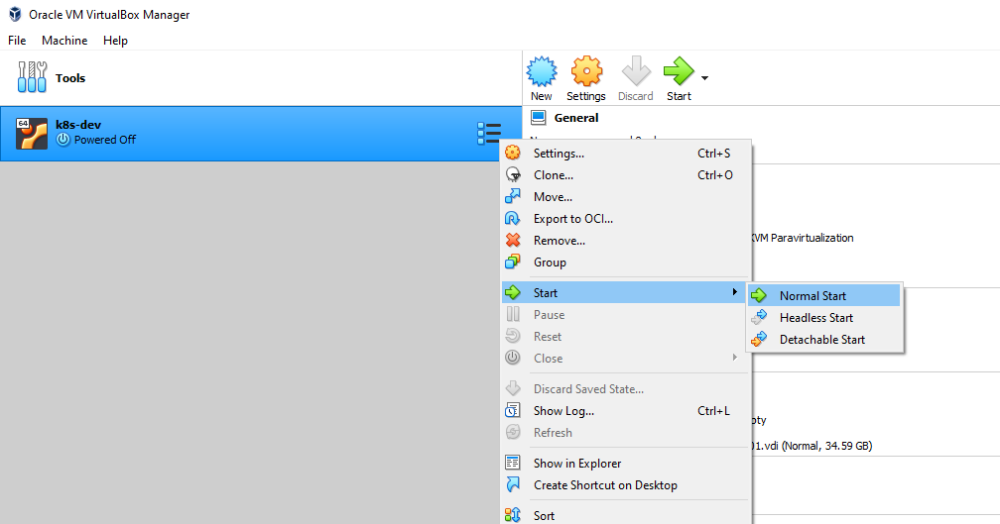 Oracle VM VirtualBox Manager
File Machine Help
Tools
New Settings Discard Start
64
k8s-dev
Powered Off
General
Settings... Ctrl+S
Clone... Ctrl+O
Move...
Export to OCI...
KVM Paravirtualization
Remove...
Group
Start
Normal Start
Pause
Headless Start
Reset
Detachable Start
Close
Discard Saved State...
Show Log... Ctrl+L
Refresh
01.vdi (Normal, 34.59 GB)
Show in Explorer
Create Shortcut on Desktop
Sort